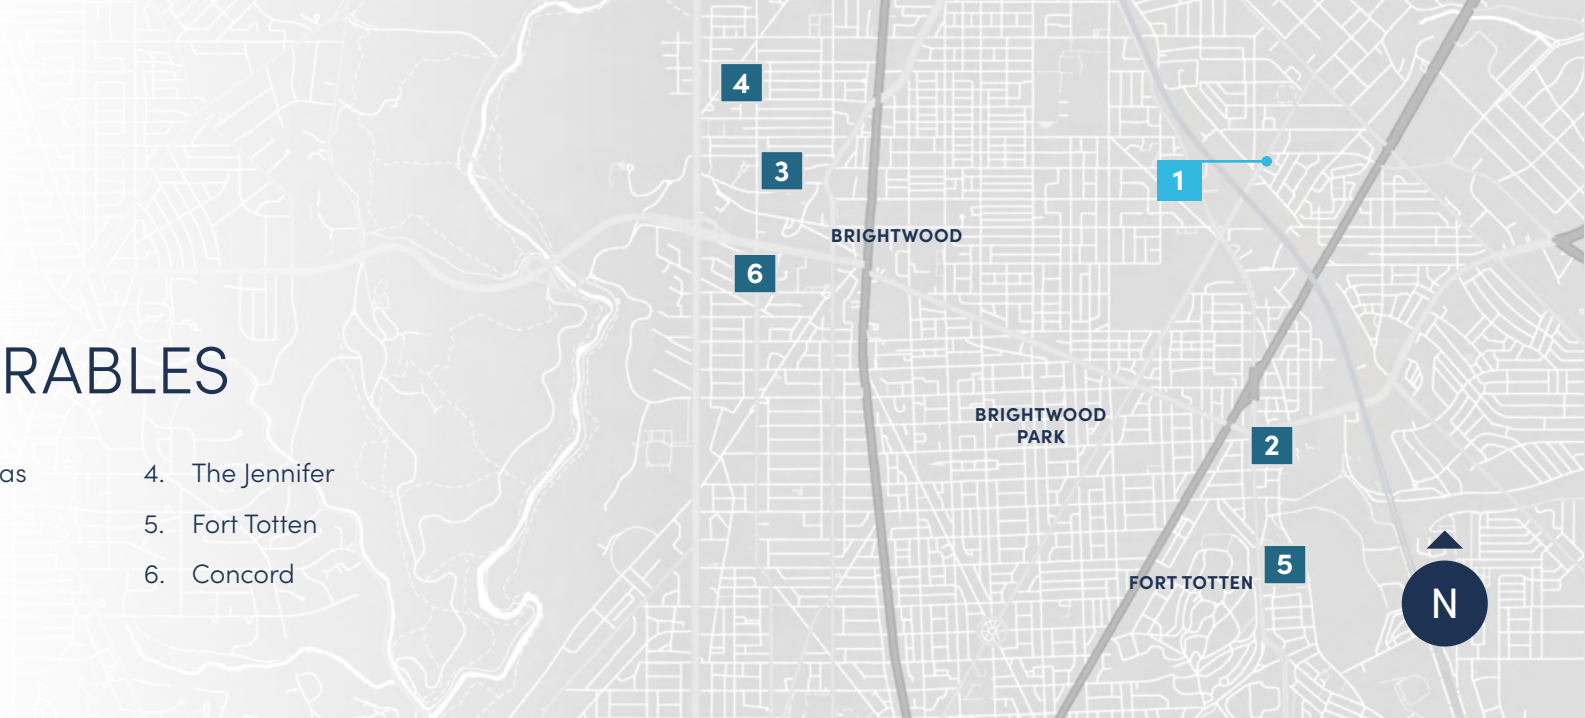 4
3
1
BRIGHTWOOD
6
RABLES
BRIGHTWOOD
PARK
2
as
4. The Jennifer
5. Fort Totten
6. Concord
5
FORT TOTTEN
N